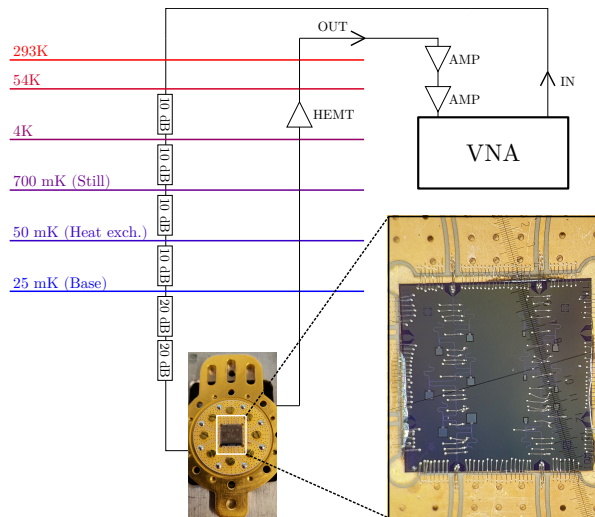 OUT
293K
AMP
54K
IN
AMP
10 dB
HEMT
4K
VNA
10 dB
700 mK (Still)
10 dB
50 mK (Heat exch.)
10 dB
25 mK (Base)
20 dB
20 dB